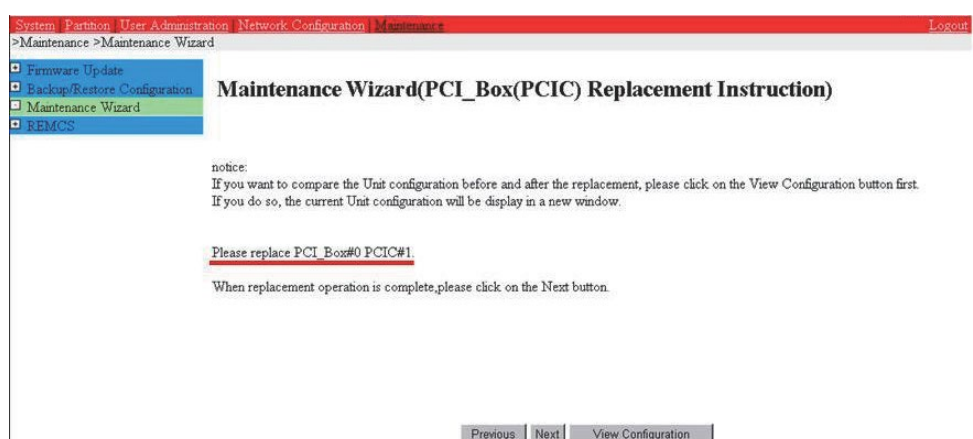 System | Partition | User Administration | Network Configuration | Maintenance Logout
>Maintenance >Maintenance Wizard
Firmware Update
Backup/Restore Configuration
Maintenance Wizard
REMCS
Maintenance Wizard(PCI_Box(PCIC) Replacement Instruction)
notice:
If you want to compare the Unit configuration before and after the replacement, please click on the View Configuration button first.
If you do so, the current Unit configuration will be display in a new window.
Please replace PCI_Box#0 PCIC#1.
When replacement operation is complete,please click on the Next button.
Previous Next View Configuration